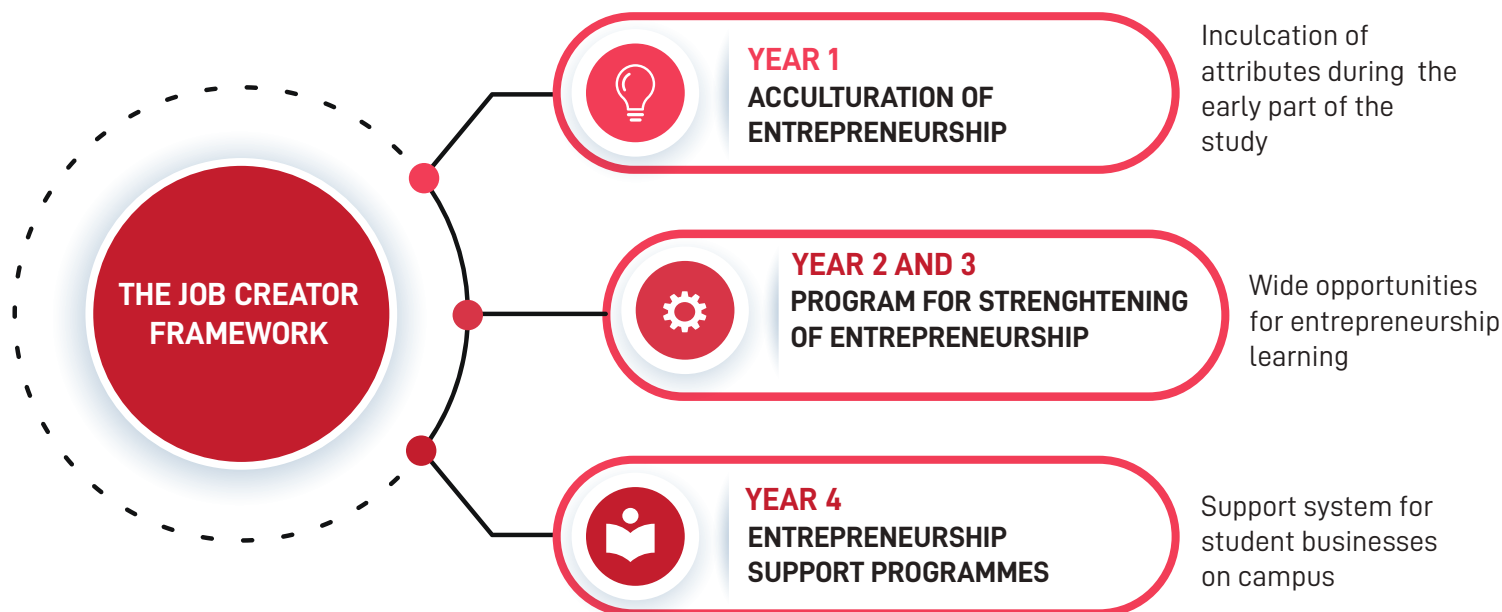 THE JOB CREATOR
FRAMEWORK
YEAR 1
ACCULTURATION OF
ENTREPRENEURSHIP
Inculcation of
attributes during the
early part of the
study
YEAR 2 AND 3
PROGRAM FOR STRENGHTENING
OF ENTREPRENEURSHIP
Wide opportunities
for entrepreneurship
learning
YEAR 4
ENTREPRENEURSHIP
SUPPORT PROGRAMMES
Support system for
student businesses
on campus